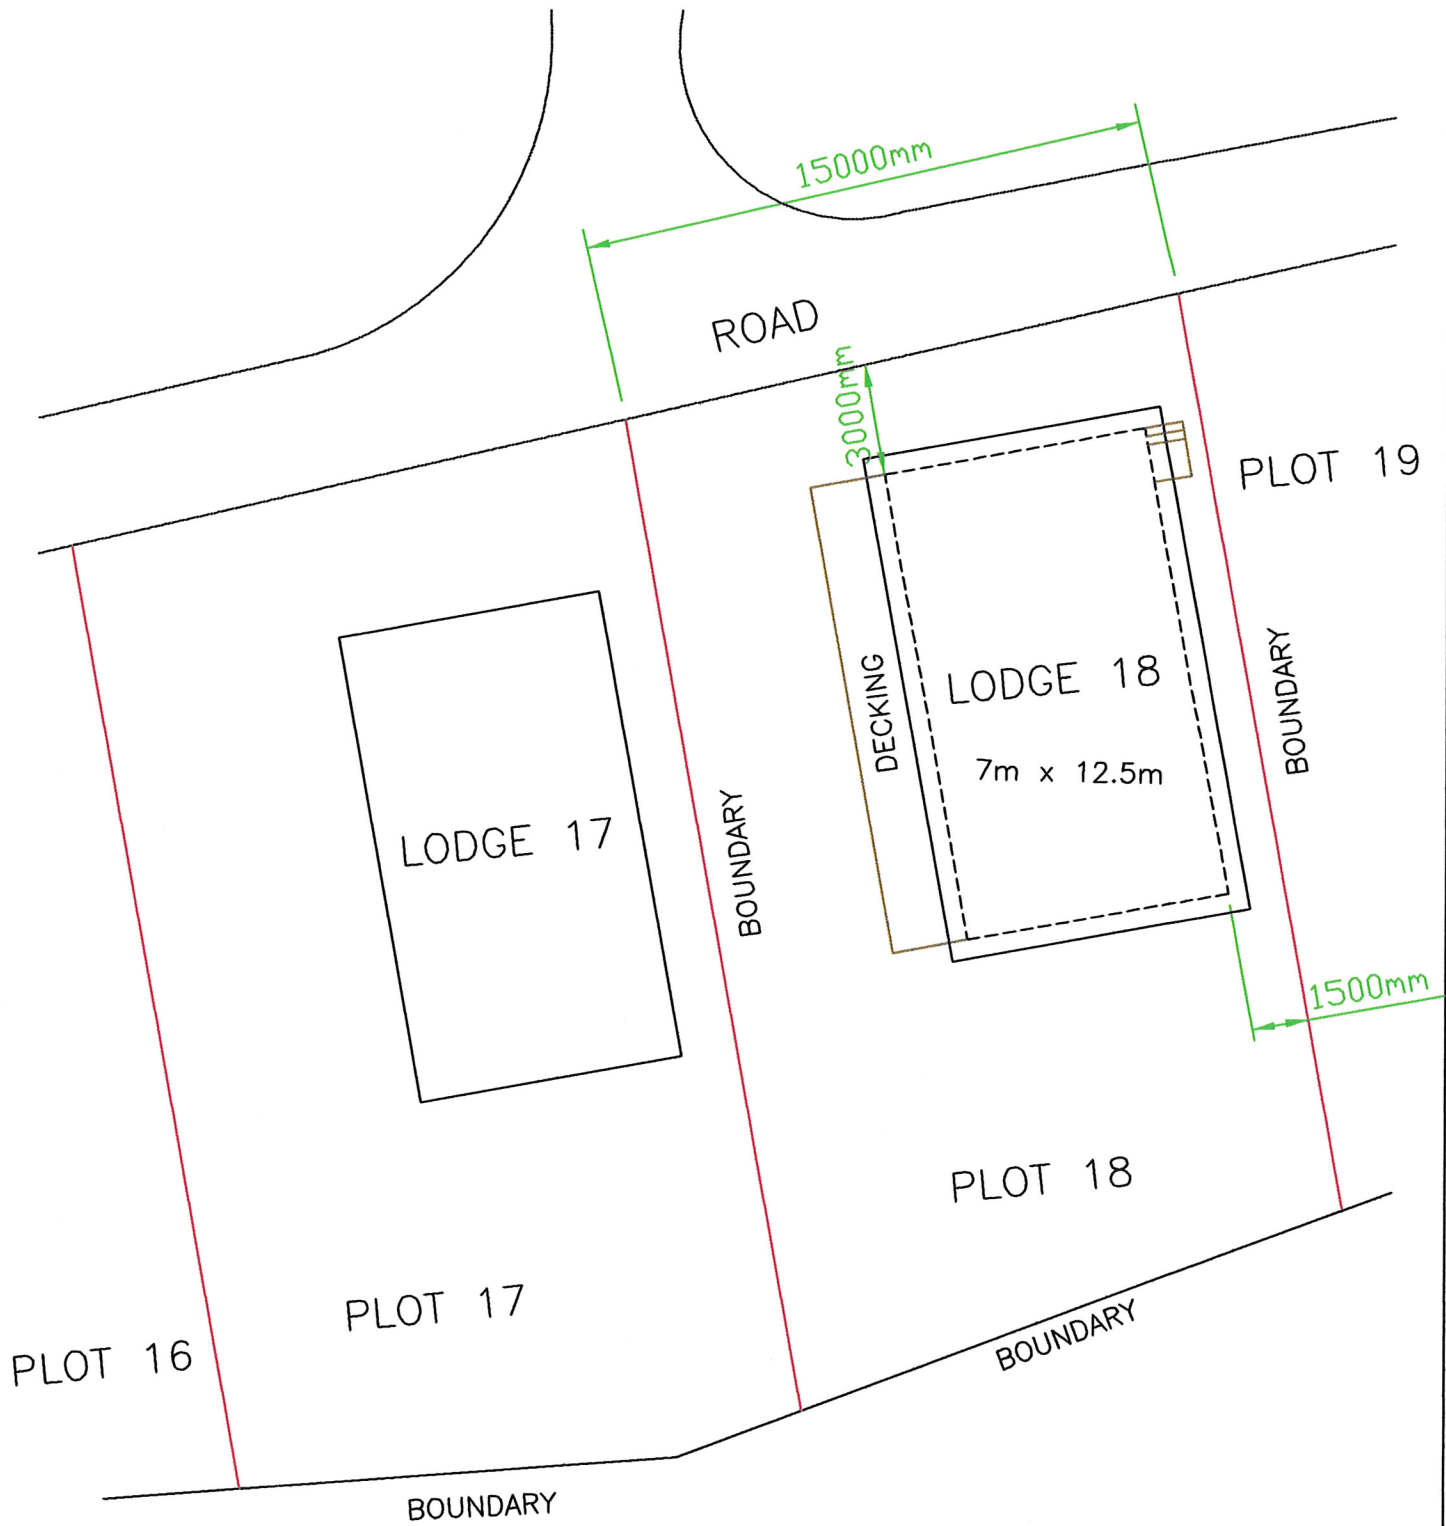 15000mm
ROAD
3000mm
PLOT 19
DECKING
LODGE 18
BOUNDARY
7m x 12.5m
LODGE 17
BOUNDARY
1500mm
PLOT 18
PLOT 17
BOUNDARY
PLOT 16
BOUNDARY